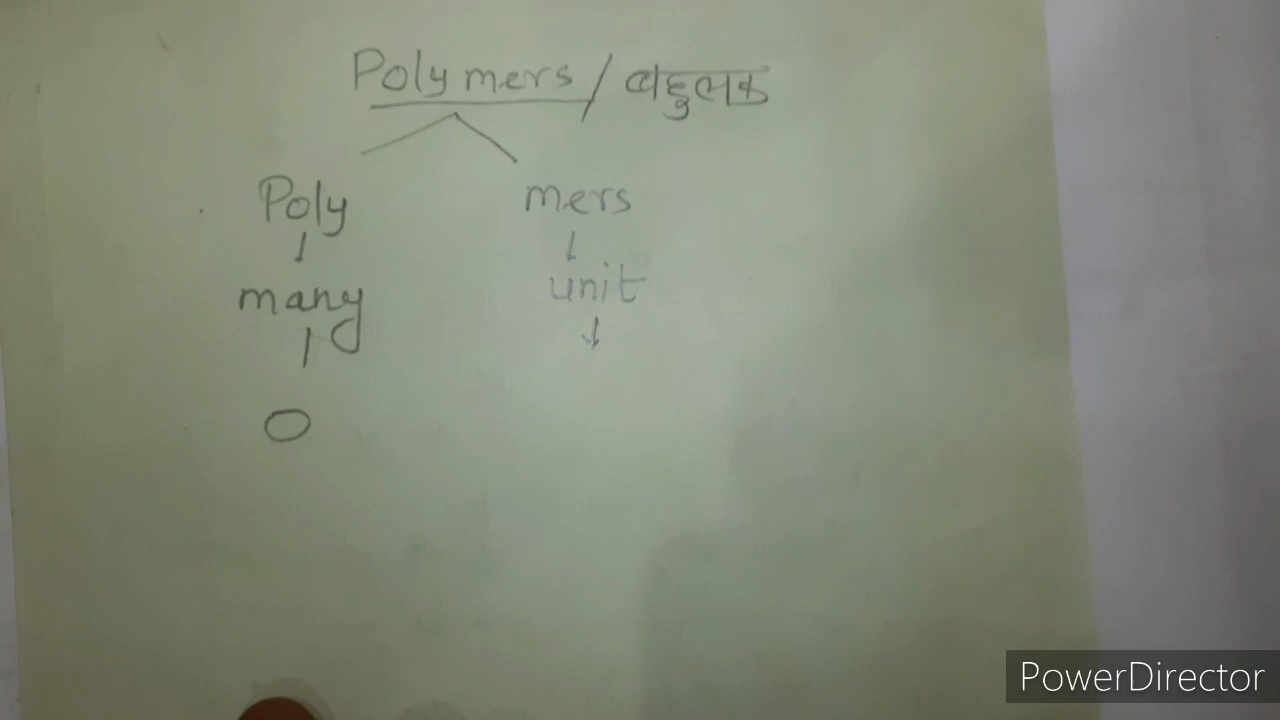 Polymers / बहुलक
Poly mers
↓ ↓
many unit
↓
O
PowerDirector